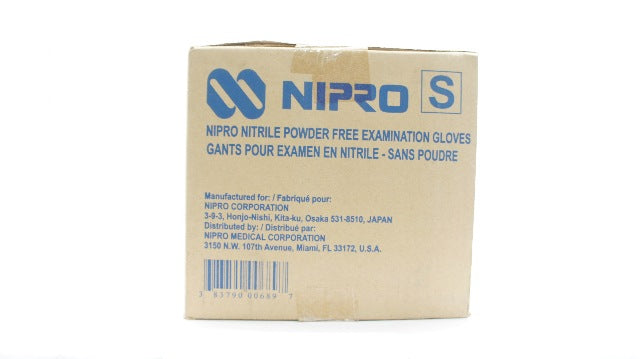 NIPRO S
NIPRO NITRILE POWDER FREE EXAMINATION GLOVES
GANTS POUR EXAMEN EN NITRILE - SANS POUDRE
Manufactured for: / Fabriqué pour:
NIPRO CORPORATION
3-9-3, Honjo-Nishi, Kita-ku, Osaka 531-8510, JAPAN
Distributed by: / Distribué par:
NIPRO MEDICAL CORPORATION
3150 N.W. 107th Avenue, Miami, FL 33172, U.S.A.
3 83790 00689 7